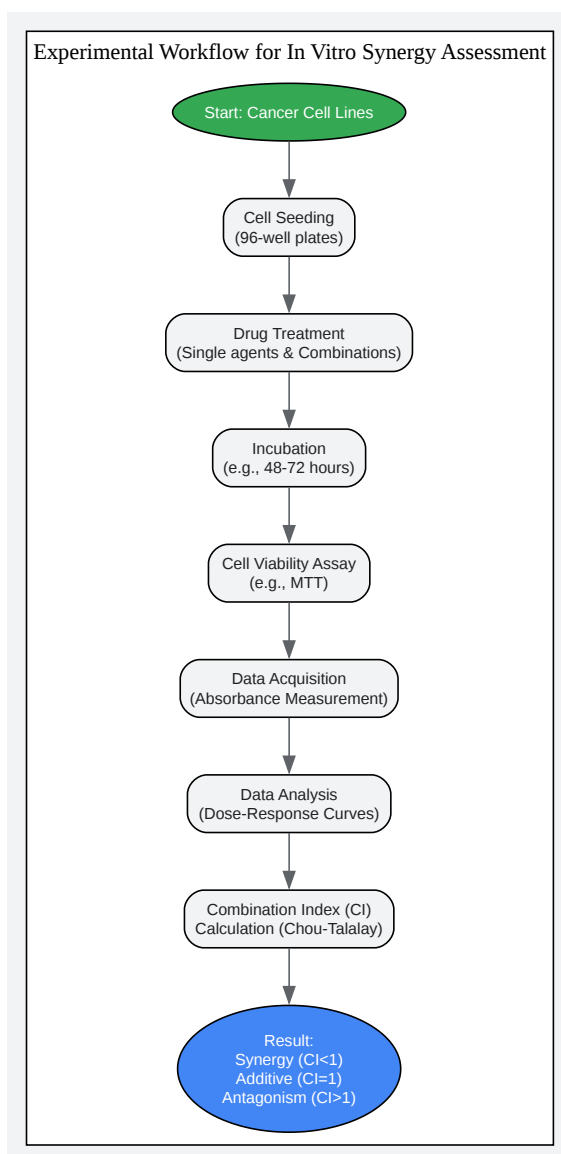 Experimental Workflow for In Vitro Synergy Assessment
Start: Cancer Cell Lines
Cell Seeding
(96-well plates)
Drug Treatment
(Single agents & Combinations)
Incubation
(e.g., 48-72 hours)
Cell Viability Assay
(e.g., MTT)
Data Acquisition
(Absorbance Measurement)
Data Analysis
(Dose-Response Curves)
Combination Index (CI)
Calculation (Chou-Talalay)
Result:
Synergy (CI<1)
Additive (CI=1)
Antagonism (CI>1)